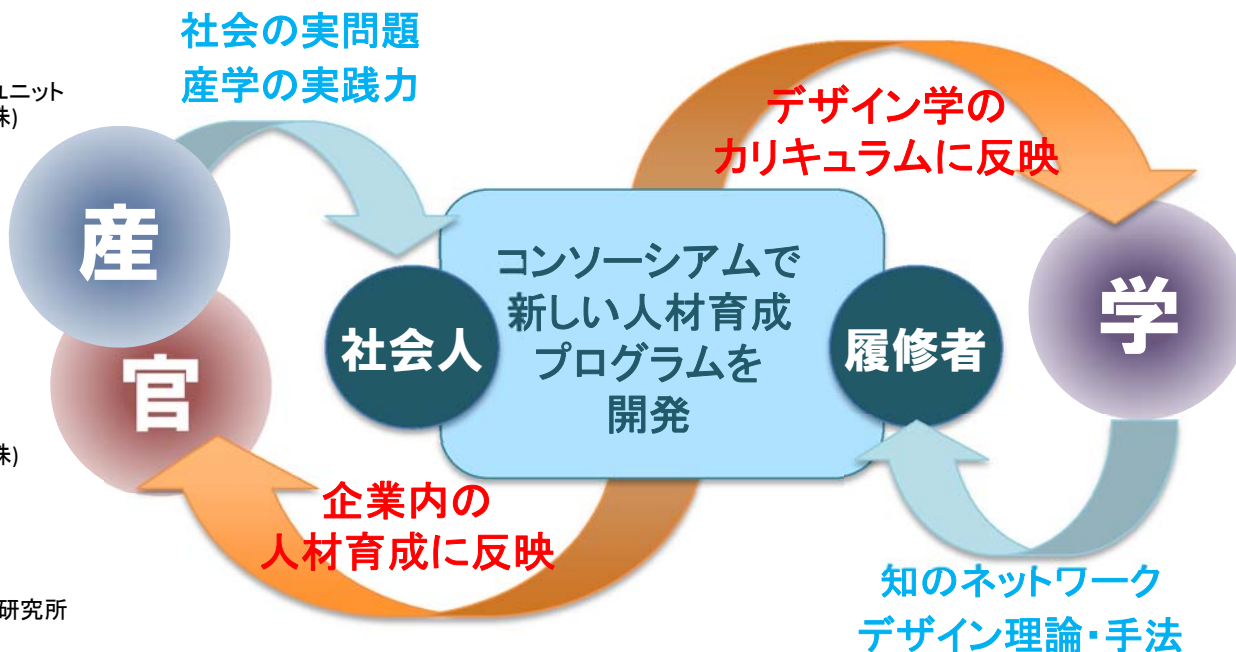 社会の実問題
産学の実践力
ユニット
株)
デザイン学の
カリキュラムに反映
産
官
学
社会人
コンソーシアムで
新しい人材育成
プログラムを
開発
履修者
株)
企業内の
人材育成に反映
研究所
知のネットワーク
デザイン理論・手法